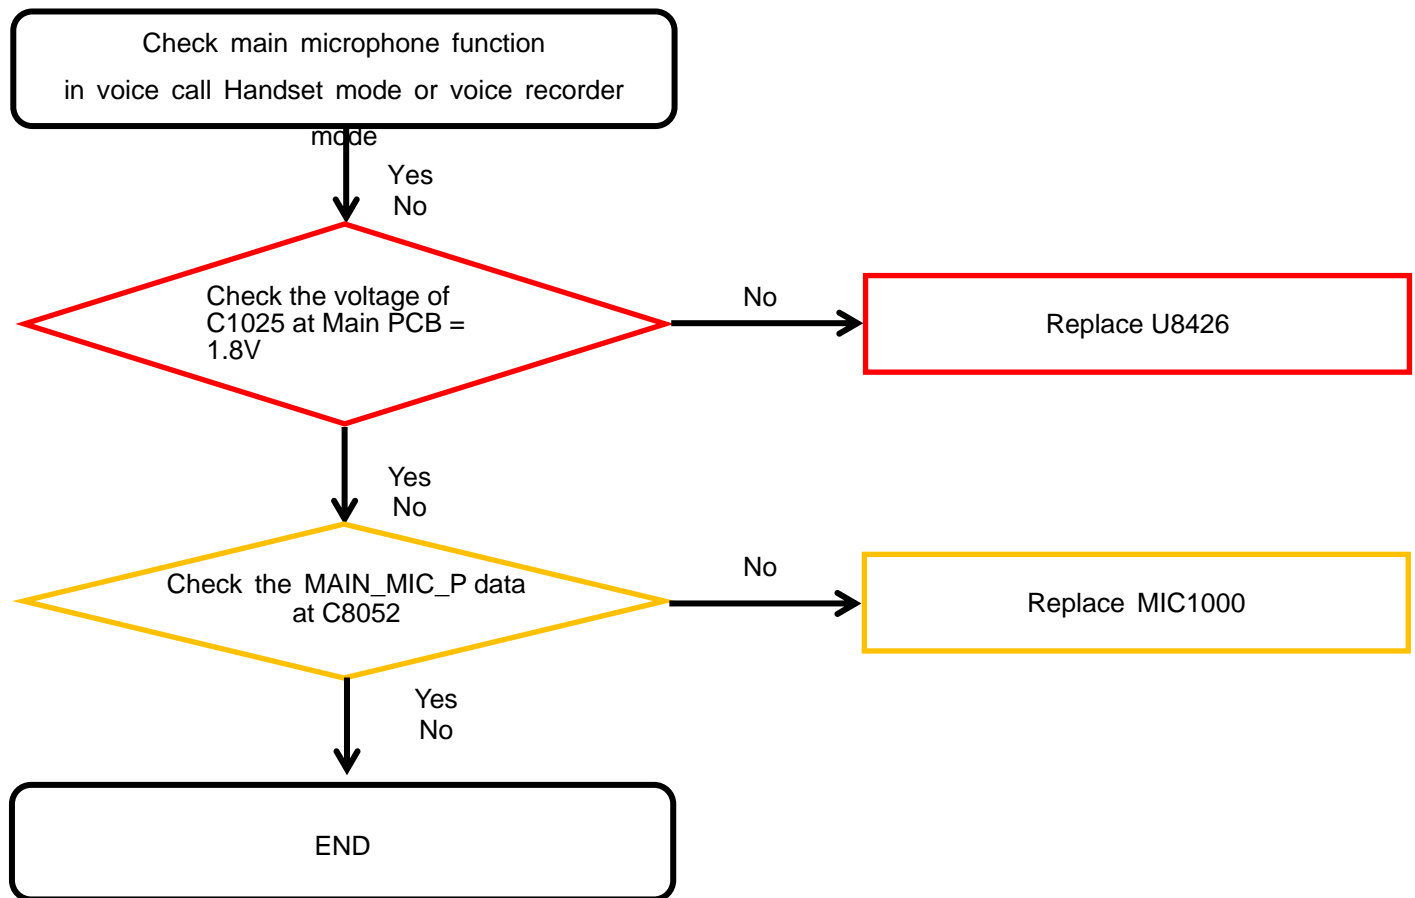 Check main microphone function
in voice call Handset mode or voice recorder
mode
Yes
No
Check the voltage of
C1025 at Main PCB =
1.8V
No
Replace U8426
Yes
No
Check the MAIN_MIC_P data
at C8052
No
Replace MIC1000
Yes
No
END